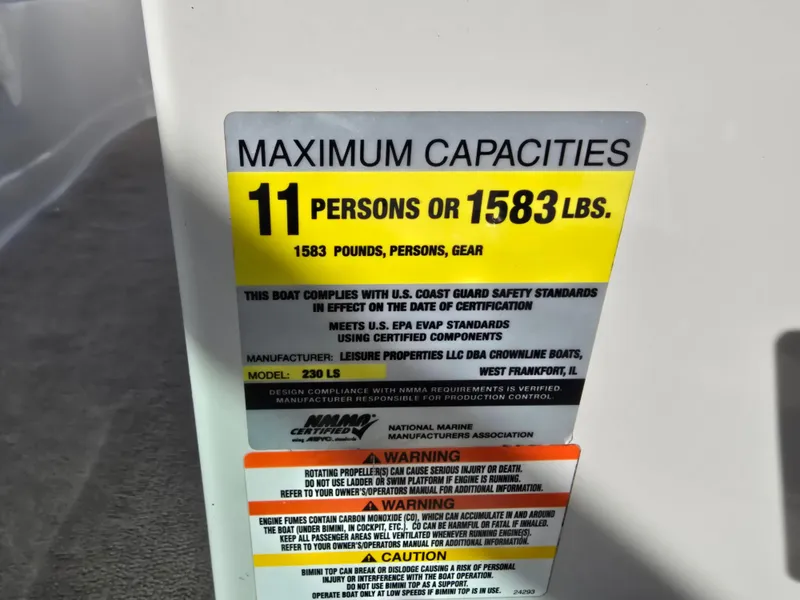 MAXIMUM CAPACITIES
11 PERSONS OR 1583 LBS.
1583 POUNDS, PERSONS, GEAR
THIS BOAT COMPLIES WITH U.S. COAST GUARD SAFETY STANDARDS
IN EFFECT ON THE DATE OF CERTIFICATION
MEETS U.S. EPA EVAP STANDARDS
USING CERTIFIED COMPONENTS
MANUFACTURER: LEISURE PROPERTIES LLC DBA CROWNLINE BOATS,
MODEL: 230 LS WEST FRANKFORT, IL
DESIGN COMPLIANCE WITH NMMA REQUIREMENTS IS VERIFIED.
MANUFACTURER RESPONSIBLE FOR PRODUCTION CONTROL.
NMMA
CERTIFIED
using ABYC standards
NATIONAL MARINE
MANUFACTURERS ASSOCIATION
WARNING
ROTATING PROPELLER(S) CAN CAUSE SERIOUS INJURY OR DEATH.
DO NOT USE LADDER OR SWIM PLATFORM IF ENGINE IS RUNNING.
REFER TO YOUR OWNER'S/OPERATORS MANUAL FOR ADDITIONAL INFORMATION.
WARNING
ENGINE FUMES CONTAIN CARBON MONOXIDE (CO), WHICH CAN ACCUMULATE IN AND AROUND
THE BOAT (UNDER BIMINI, IN COCKPIT, ETC.). CO CAN BE HARMFUL OR FATAL IF INHALED.
KEEP ALL PASSENGER AREAS WELL VENTILATED WHENEVER RUNNING ENGINE(S).
REFER TO YOUR OWNER'S/OPERATORS MANUAL FOR ADDITIONAL INFORMATION.
CAUTION
BIMINI TOP CAN BREAK OR DISLODGE CAUSING A RISK OF PERSONAL
INJURY OR INTERFERENCE WITH THE BOAT OPERATION.
DO NOT USE BIMINI TOP AS A SUPPORT.
OPERATE BOAT ONLY AT LOW SPEEDS IF BIMINI TOP IS IN USE. 24293